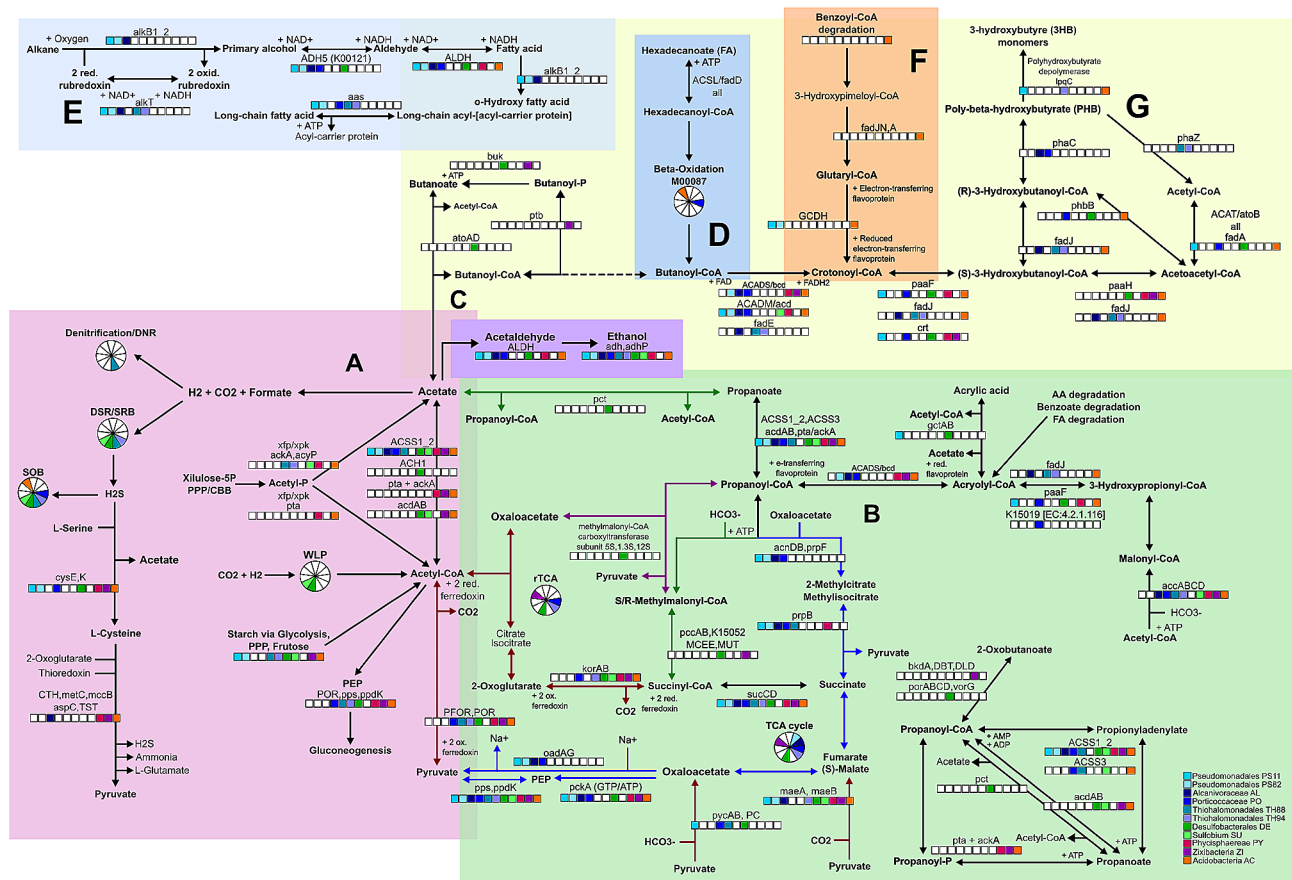 alkB1_2
+ Oxygen
+ NAD+
+ NADH
+ NAD+
+ NADH
Alkane
Primary alcohol
Aldehyde
Fatty acid
ADH5 (K00121)
ALDH
2 red.
rubredoxin
2 oxid.
rubredoxin
+ NAD+
+ NADH
alkT
alkB1_2
aas
o-Hydroxy fatty acid
E
Long-chain fatty acid
Long-chain acyl-[acyl-carrier protein]
+ ATP
Acyl-carrier protein
buk
+ ATP
Butanoate
Butanoyl-P
Acetyl-CoA
ptb
atoAD
Butanoyl-CoA
C
Hexadecanoate (FA)
+ ATP
ACSL/fadD
all
Hexadecanoyl-CoA
Beta-Oxidation
M00087
D
Butanoyl-CoA
Benzoyl-CoA
degradation
F
3-Hydroxypimeloyl-CoA
fadJN,A
Glutaryl-CoA
+ Electron-transferring
flavoprotein
GCDH
+ Reduced
electron-transferring
flavoprotein
Crotonoyl-CoA
+ FAD
ACADS/bcd
+ FADH2
ACADM/acd
fadE
3-hydroxybutyre (3HB)
monomers
Polyhydroxybutyrate
depolymerase
lpqC
G
Poly-beta-hydroxybutyrate (PHB)
phaC
phaZ
(R)-3-Hydroxybutanoyl-CoA
Acetyl-CoA
phbB
ACAT/atoB
all
fadA
fadJ
(S)-3-Hydroxybutanoyl-CoA
Acetoacetyl-CoA
paaF
fadJ
crt
paaH
fadJ
Denitrification/DNR
A
Acetaldehyde
ALDH
Ethanol
adh,adhP
H2 + CO2 + Formate
Acetate
DSR/SRB
xfp/xpk
ackA,acyP
ACSS1_2
ACH1
pta + ackA
acdAB
SOB
H2S
Xilulose-5P
PPP/CBB
Acetyl-P
xfp/xpk
pta
L-Serine
Acetate
cysE,K
WLP
CO2 + H2
Acetyl-CoA
+ 2 red.
ferredoxin
CO2
L-Cysteine
Starch via Glycolysis,
PPP, Frutose
2-Oxoglutarate
Thioredoxin
CTH,metC,mccB
aspC,TST
PEP
POR,pps,ppdK
Gluconeogenesis
H2S
Ammonia
L-Glutamate
Pyruvate
PFOR,POR
+ 2 ox.
ferredoxin
Pyruvate
pct
Propanoyl-CoA
Acetyl-CoA
Propanoate
ACSS1_2,ACSS3
acdAB,pta/ackA
+ e-transferring
flavoprotein
ACADS/bcd
+ red.
flavoprotein
Propanoyl-CoA
Acryolyl-CoA
Acrylic acid
Acetyl-CoA
gctAB
Acetate
AA degradation
Benzoate degradation
FA degradation
fadJ
3-Hydroxypropionyl-CoA
paaF
K15019 [EC:4.2.1.116]
B
Oxaloacetate
methylmalonyl-CoA
carboxyltransferase
subunit 5S,1.3S,12S
HCO3-
+ ATP
Oxaloacetate
acnDB,prpF
Pyruvate
rTCA
S/R-Methylmalonyl-CoA
2-Methylcitrate
Methylisocitrate
Malonyl-CoA
accABCD
HCO3-
+ ATP
Acetyl-CoA
Citrate
Isocitrate
pccAB,K15052
MCEE,MUT
prpB
Pyruvate
korAB
2-Oxoglutarate
Succinyl-CoA
Succinate
+ 2 ox.
ferredoxin
CO2
+ 2 red.
ferredoxin
sucCD
TCA cycle
Na+
Na+
oadAG
PEP
Oxaloacetate
Fumarate
(S)-Malate
pps,ppdK
pckA (GTP/ATP)
maeA, maeB
pycAB, PC
HCO3-
CO2
Pyruvate
Pyruvate
2-Oxobutanoate
bkdA,DBT,DLD
porABCD,vorG
Propanoyl-CoA
Propionyladenylate
+ AMP
+ ADP
ACSS1_2
ACSS3
Acetate
pct
acdAB
Acetyl-CoA
+ ATP
pta + ackA
Propanoyl-P
+ ATP
Propanoate
Pseudomonadales PS11
Pseudomonadales PS82
Alcanivoraceae AL
Porticoccaceae PO
Thiohalomonadales TH88
Thiohalomonadales TH94
Desulfobacterales DE
Sulfobium SU
Phycisphaereae PY
Zixibacteria ZI
Acidobacteria AC